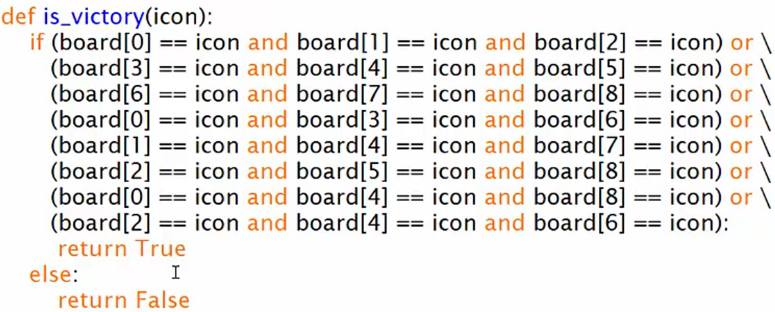 def is_victory(icon):
if (board[0] == icon and board[1] == icon and board[2] == icon) or \
(board[3] == icon and board[4] == icon and board[5] == icon) or \
(board[6] == icon and board[7] == icon and board[8] == icon) or \
(board[0] == icon and board[3] == icon and board[6] == icon) or \
(board[1] == icon and board[4] == icon and board[7] == icon) or \
(board[2] == icon and board[5] == icon and board[8] == icon) or \
(board[0] == icon and board[4] == icon and board[8] == icon) or \
(board[2] == icon and board[4] == icon and board[6] == icon):
return True
else:
return False